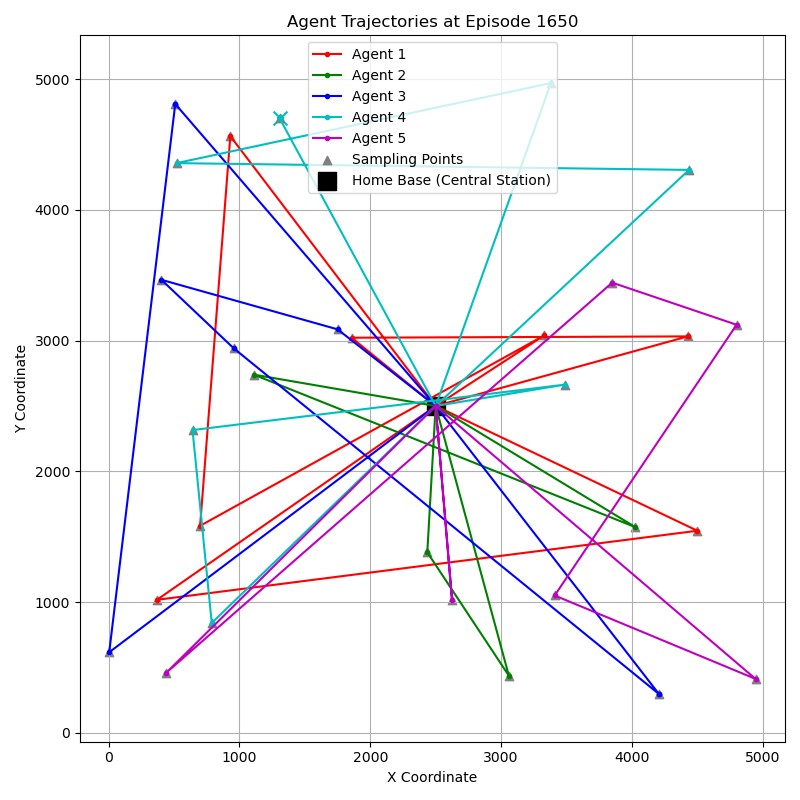 Agent Trajectories at Episode 1650
Agent 1
Agent 2
Agent 3
Agent 4
Agent 5
Sampling Points
Home Base (Central Station)
Y Coordinate
5000
4000
3000
2000
1000
0
0 1000 2000 3000 4000 5000
X Coordinate